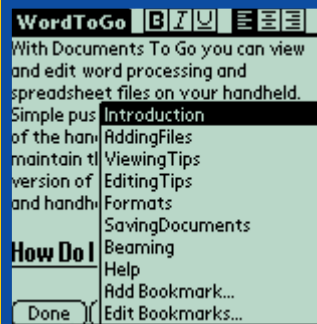 WordToGo B I U
With Documents To Go you can view
and edit word processing and
spreadsheet files on your handheld.
Simple pus
of the han
maintain t
version of
and handh
How Do I
Introduction
AddingFiles
ViewingTips
EditingTips
Formats
SavingDocuments
Beaming
Help
Add Bookmark...
Edit Bookmarks...
Done